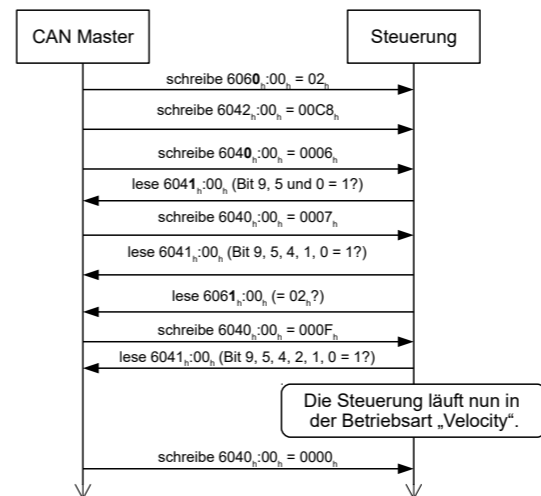 CAN Master
Steuerung
schreibe 6060h:00h = 02h
schreibe 6042h:00h = 00C8h
schreibe 6040h:00h = 0006h
lese 6041h:00h (Bit 9, 5 und 0 = 1?)
schreibe 6040h:00h = 0007h
lese 6041h:00h (Bit 9, 5, 4, 1, 0 = 1?)
lese 6061h:00h (= 02h?)
schreibe 6040h:00h = 000Fh
lese 6041h:00h (Bit 9, 5, 4, 2, 1, 0 = 1?)
Die Steuerung läuft nun in
der Betriebsart „Velocity“.
schreibe 6040h:00h = 0000h